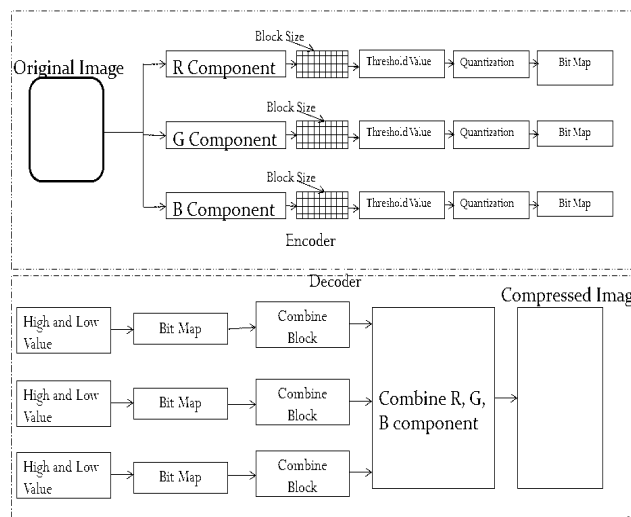 Block Size
Original Image
R Component
Threshold Value
Quantization
Bit Map
Block Size
G Component
Threshold Value
Quantization
Bit Map
Block Size
B Component
Threshold Value
Quantization
Bit Map
Encoder
Decoder
Compressed Imag
High and Low
Value
Bit Map
Combine
Block
High and Low
Value
Bit Map
Combine
Block
Combine R, G,
B component
High and Low
Value
Bit Map
Combine
Block